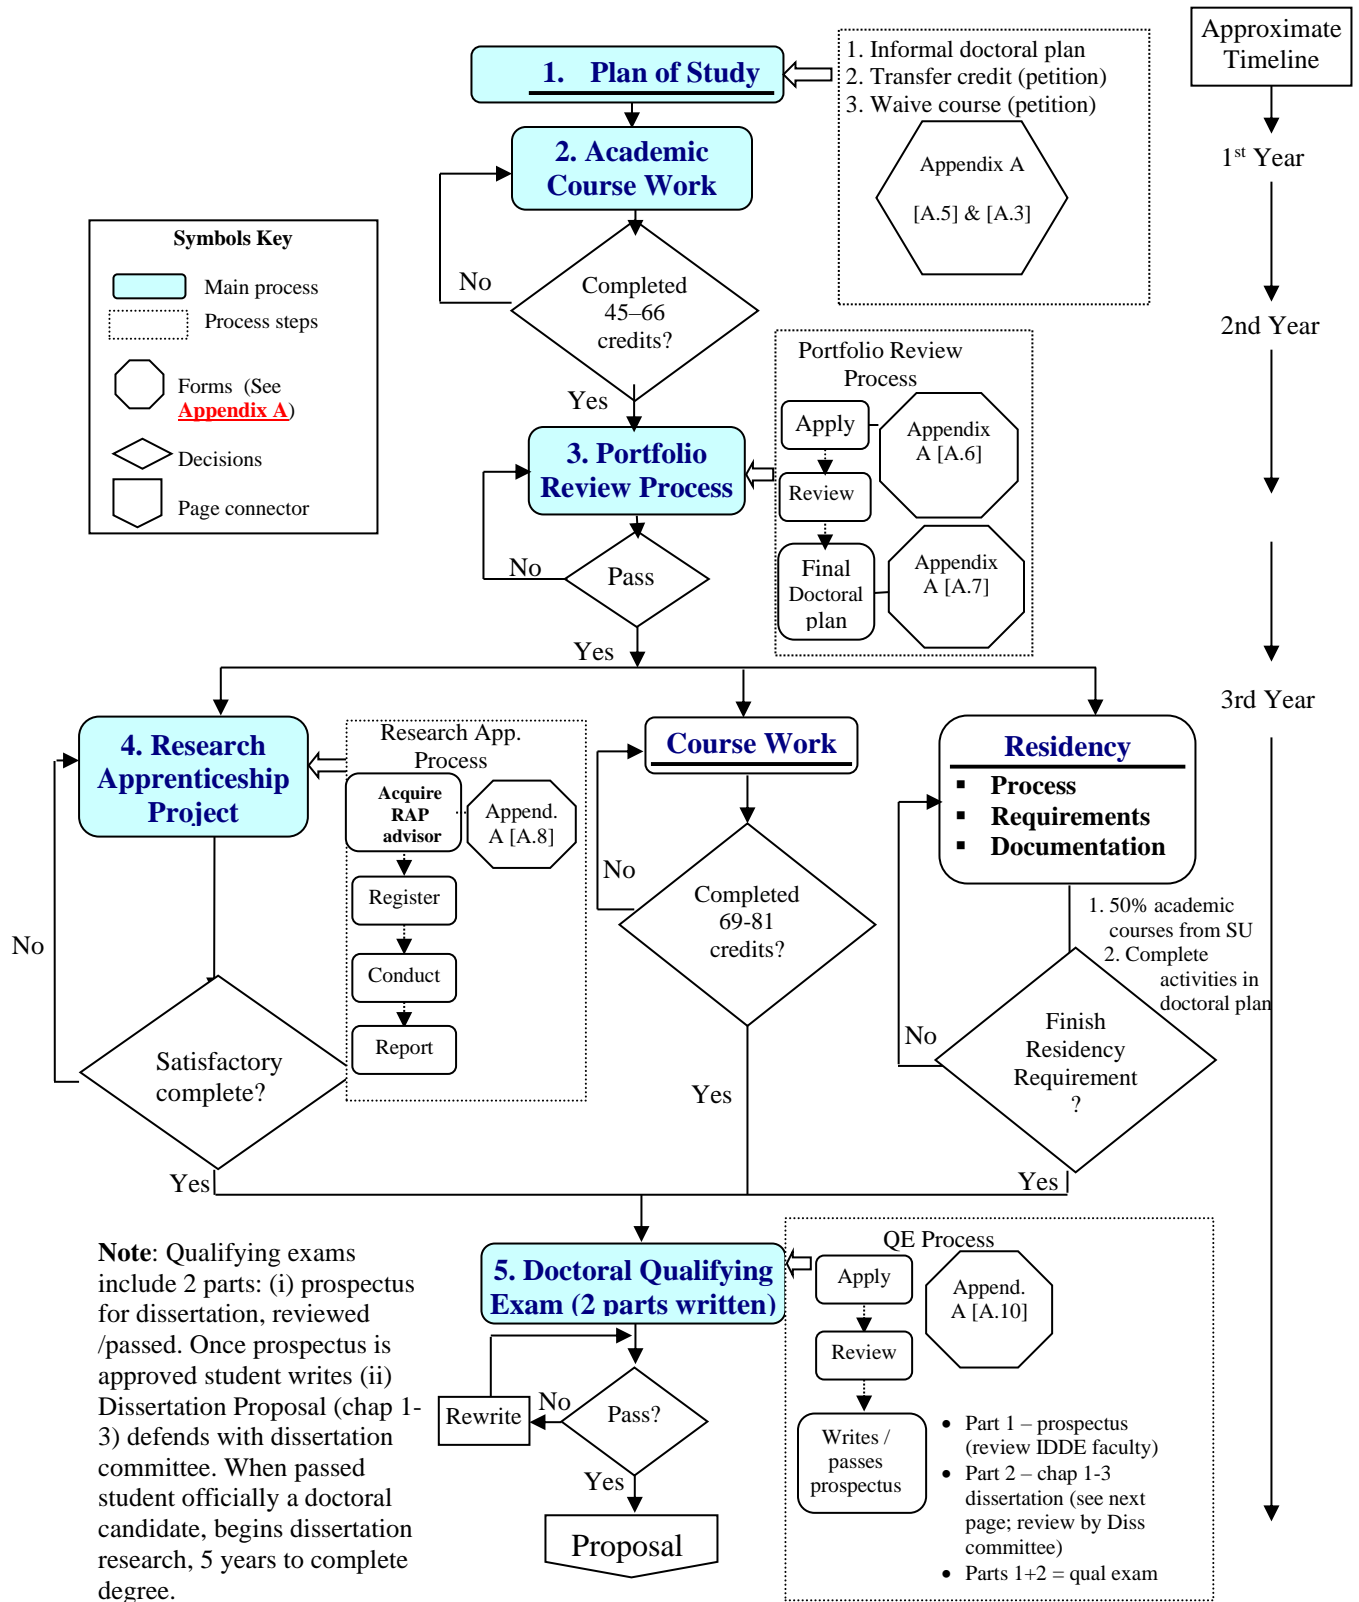 Approximate
Timeline
1. Informal doctoral plan
2. Transfer credit (petition)
3. Waive course (petition)
1. Plan of Study
Appendix A
[A.5] & [A.3]
1st Year
2. Academic
Course Work
Symbols Key
Main process
Process steps
Forms (See
Appendix A)
Decisions
Page connector
No
Completed
45–66
credits?
Yes
2nd Year
Portfolio Review
Process
Apply
Appendix
A [A.6]
Review
Final
Doctoral
plan
Appendix
A [A.7]
3. Portfolio
Review Process
No
Pass
Yes
3rd Year
4. Research
Apprenticeship
Project
Research App.
Process
Acquire
RAP
advisor
Append.
A [A.8]
Register
Conduct
Report
No
Satisfactory
complete?
Yes
Course Work
No
Completed
69-81
credits?
Yes
Residency
▪ Process
▪ Requirements
▪ Documentation
1. 50% academic
courses from SU
2. Complete
activities in
doctoral plan
No
Finish
Residency
Requirement
?
Yes
5. Doctoral Qualifying
Exam (2 parts written)
QE Process
Apply
Append.
A [A.10]
Review
Writes /
passes
prospectus
• Part 1 – prospectus
(review IDDE faculty)
• Part 2 – chap 1-3
dissertation (see next
page; review by Diss
committee)
• Parts 1+2 = qual exam
Rewrite
No
Pass?
Yes
Proposal
Note: Qualifying exams
include 2 parts: (i) prospectus
for dissertation, reviewed
/passed. Once prospectus is
approved student writes (ii)
Dissertation Proposal (chap 1-
3) defends with dissertation
committee. When passed
student officially a doctoral
candidate, begins dissertation
research, 5 years to complete
degree.